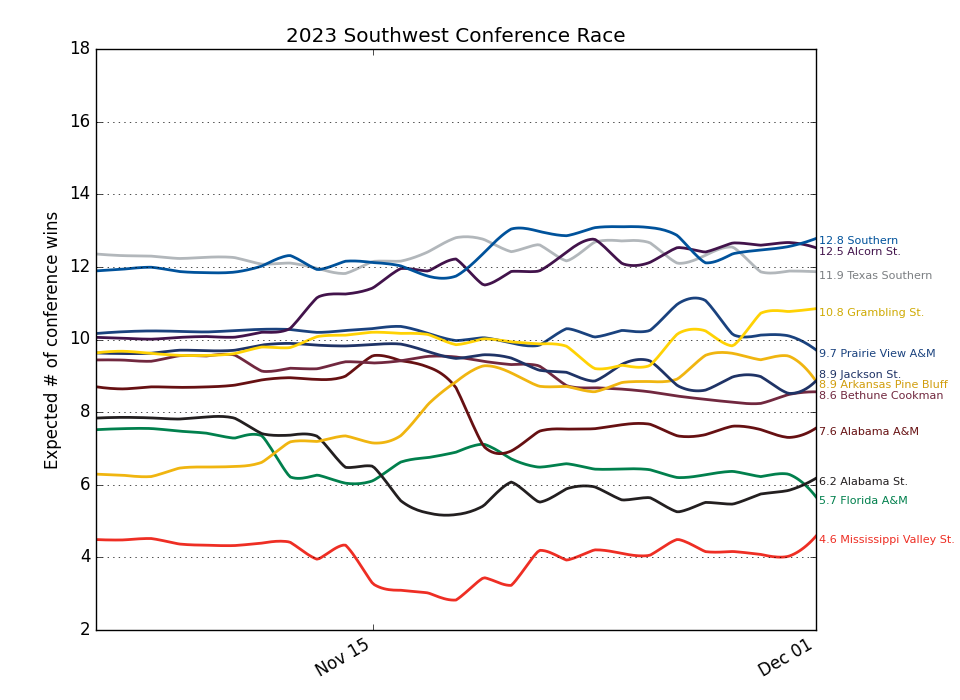 2023 Southwest Conference Race
Expected # of conference wins
18
16
14
12
10
8
6
4
2
Nov 15
Dec 01
12.8 Southern
12.5 Alcorn St.
11.9 Texas Southern
10.8 Grambling St.
9.7 Prairie View A&M
8.9 Jackson St.
8.9 Arkansas Pine Bluff
8.6 Bethune Cookman
7.6 Alabama A&M
6.2 Alabama St.
5.7 Florida A&M
4.6 Mississippi Valley St.